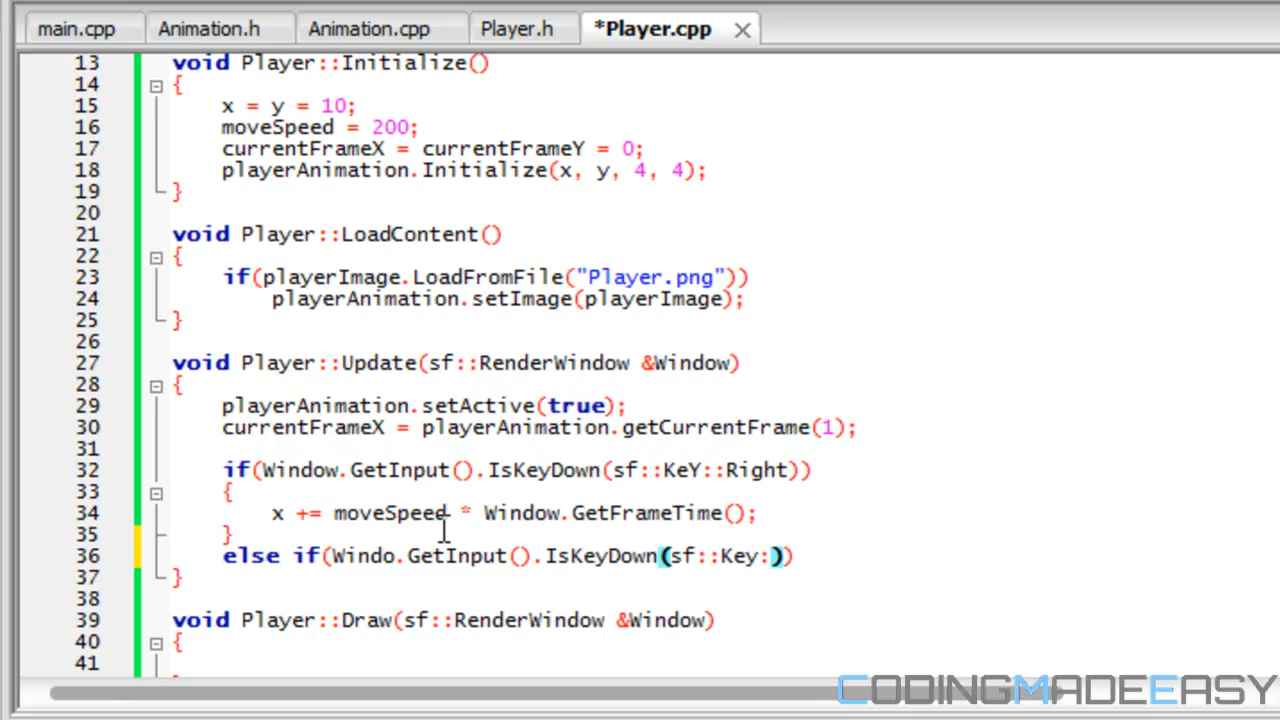 main.cpp Animation.h Animation.cpp Player.h *Player.cpp
13 void Player::Initialize()
14 {
15 x = y = 10;
16 moveSpeed = 200;
17 currentFrameX = currentFrameY = 0;
18 playerAnimation.Initialize(x, y, 4, 4);
19 }
20
21 void Player::LoadContent()
22 {
23 if(playerImage.LoadFromFile("Player.png"))
24 playerAnimation.setImage(playerImage);
25 }
26
27 void Player::Update(sf::RenderWindow &Window)
28 {
29 playerAnimation.setActive(true);
30 currentFrameX = playerAnimation.getCurrentFrame(1);
31
32 if(Window.GetInput().IsKeyDown(sf::KeY::Right))
33 {
34 x += moveSpeed * Window.GetFrameTime();
35 }
36 else if(Windo.GetInput().IsKeyDown(sf::Key:))
37 }
38
39 void Player::Draw(sf::RenderWindow &Window)
40 {
41
CODINGMADEEASY